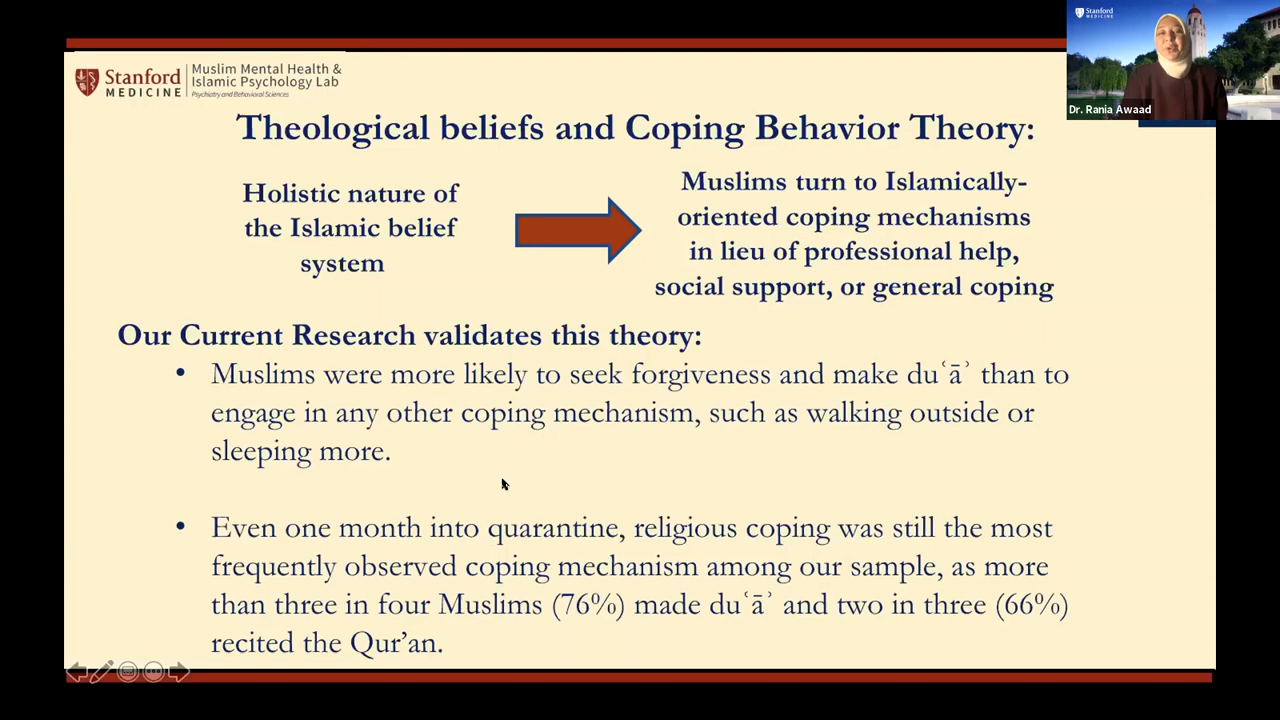 Stanford
MEDICINE
Muslim Mental Health &
Islamic Psychology Lab
Psychiatry and Behavioral Sciences
Stanford
MEDICINE
Dr. Rania Awaad
Theological beliefs and Coping Behavior Theory:
Holistic nature of
the Islamic belief
system
Muslims turn to Islamically-
oriented coping mechanisms
in lieu of professional help,
social support, or general coping
Our Current Research validates this theory:
• Muslims were more likely to seek forgiveness and make duʿāʾ than to
engage in any other coping mechanism, such as walking outside or
sleeping more.
• Even one month into quarantine, religious coping was still the most
frequently observed coping mechanism among our sample, as more
than three in four Muslims (76%) made duʿāʾ and two in three (66%)
recited the Qur’an.